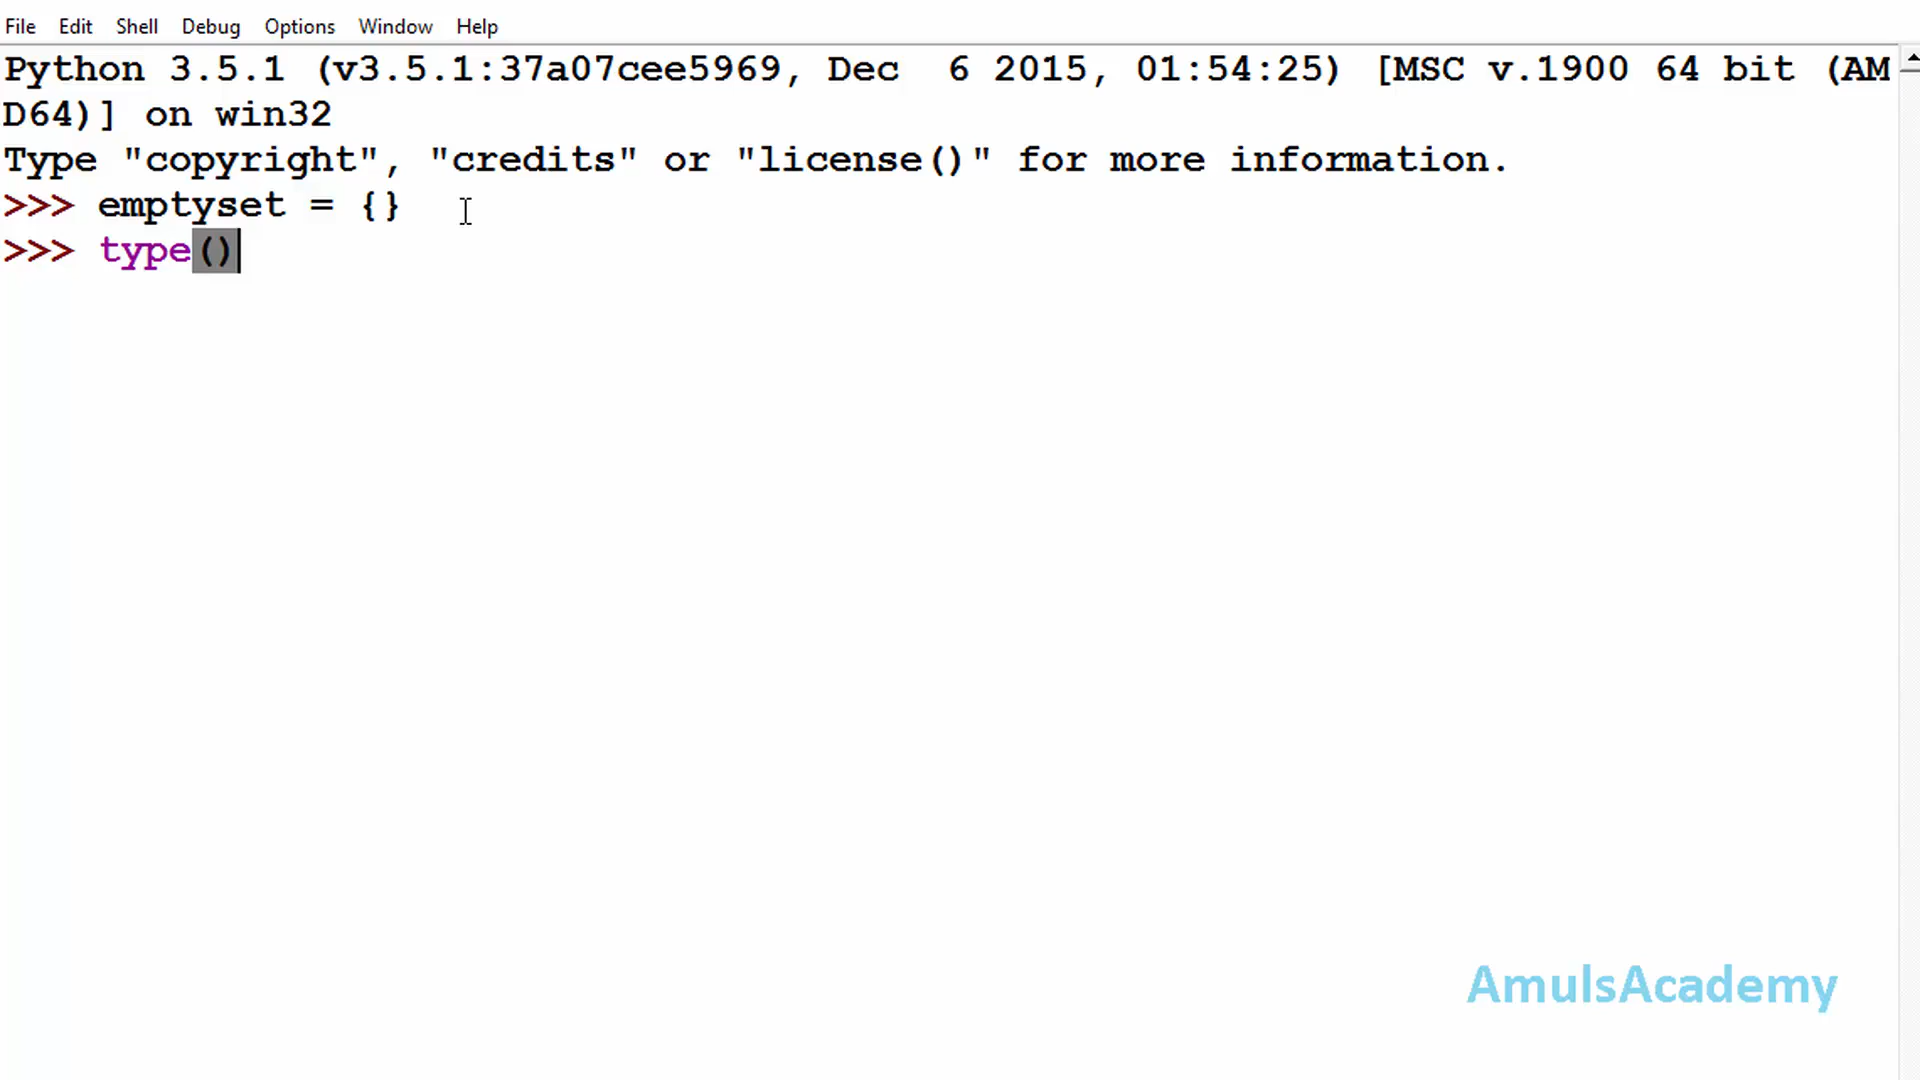 File Edit Shell Debug Options Window Help
Python 3.5.1 (v3.5.1:37a07cee5969, Dec  6 2015, 01:54:25) [MSC v.1900 64 bit (AM
D64)] on win32
Type "copyright", "credits" or "license()" for more information.
>>> emptyset = {}
>>> type()
AmulsAcademy